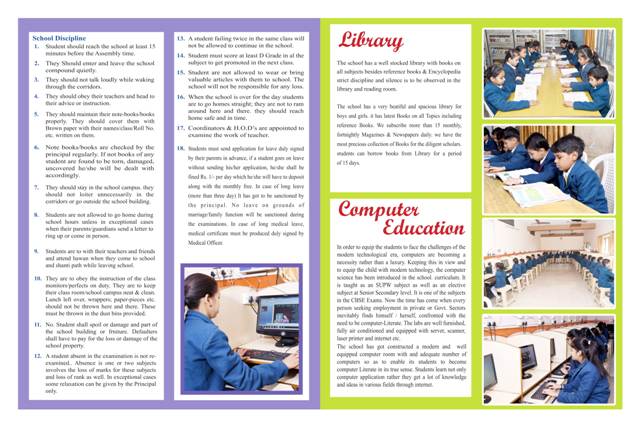 School Discipline
1. Student should reach the school at least 15
minutes before the Assembly time.
2. They Should enter and leave the school
compound quietly.
3. They should not talk loudly while waking
through the corridors.
4. They should obey their teachers and head to
their advice or instruction.
5. They should maintain their note-books/books
properly. They should cover them with
Brown paper with their names/class/Roll No.
etc. written on them.
6. Note books/books are checked by the
principal regularly. If not books of any
student are found to be torn, damaged,
uncovered he/she will be dealt with
accordingly.
7. They should stay in the school campus, they
should not loiter unnecessarily in the
corridors or go outside the school building.
8. Students are not allowed to go home during
school hours unless in exceptional cases
when their parents/guardians send a letter to
ring up or come in person.
9. Students are to with their teachers and friends
and attend hawan when they come to school
and shanti path while leaving school.
10. They are to obey the instruction of the class
monitors/perfects on duty. They are to keep
their class room/school campus neat & clean.
Lunch left over, wrappers, paper-pieces etc.
should not be thrown here and there. These
must be thrown in the dust bins provided.
11. No. Student shall spoil or damage and part of
the school building or fruiture. Defaulters
shall have to pay for the loss or damage of the
school property.
12. A student absent in the examination is not re-
examined. Absence is one or two subjects
involves the loss of marks for these subjects
and loss of rank as well. In exceptional cases
some relaxation can be given by the Principal
only.
13. A student failing twice in the same class will
not be allowed to continue in the school.
14. Student must score at least D Grade in al the
subject to get promoted in the next class.
15. Student are not allowed to wear or bring
valuable articles with them to school. The
school will not be responsible for any loss.
16. When the school is over for the day students
are to go homes straight; they are not to ram
around here and there. they should reach
home safe and in time.
17. Coordinators & H.O.D's are appointed to
examine the work of teacher.
18. Students must send application for leave duly signed
by their parents in advance, if a student goes on leave
without sending his/her application, he/she shall be
fined Rs. 1/- per day which he/she will have to deposit
along with the monthly free. In case of long leave
(more than three day) It has got to be sanctioned by
the principal. No leave on grounds of
marriage/family function will be sanctioned during
the examinations. In case of long medical leave,
medical certificate must be produced duly signed by
Medical Officer.
Library
The school has a well stocked library with books on
all subjects besides reference books & Encyclopedia
strict discipline and silence is to be observed in the
library and reading room.
The school has a very beatiful and spacious library for
boys and girls. it has latest Books on all Topics including
reference Books. We subscribe more than 15 monthly,
fortnightly Magazines & Newspapers daily. we have the
most precious collection of Books for the diligent scholars.
students can borrow books from Library for a period
of 15 days.
Computer
Education
In order to equip the students to face the challenges of the
modern technological era, computers are becoming a
necessity rather than a luxury. Keeping this in view and
to equip the child with modern technology, the computer
science has been introduced in the school curriculum. It
is taught as an SUPW subject as well as an elective
subject at Senior Secondary level. It is one of the subjects
in the CBSE Exams. Now the time has come when every
person seeking employment in private or Govt. Sectors
inevitably finds himself / herself, confronted with the
need to be computer-Literate. The labs are well furnished,
fully air conditioned and equipped with server, scanner,
laser printer and internet etc.
The school has got constructed a modern and well
equipped computer room with and adequate number of
computers so as to enable its students to become
computer Literate in its true sense. Students learn not only
computer application rather they get a lot of knowledge
and ideas in various fields through internet.